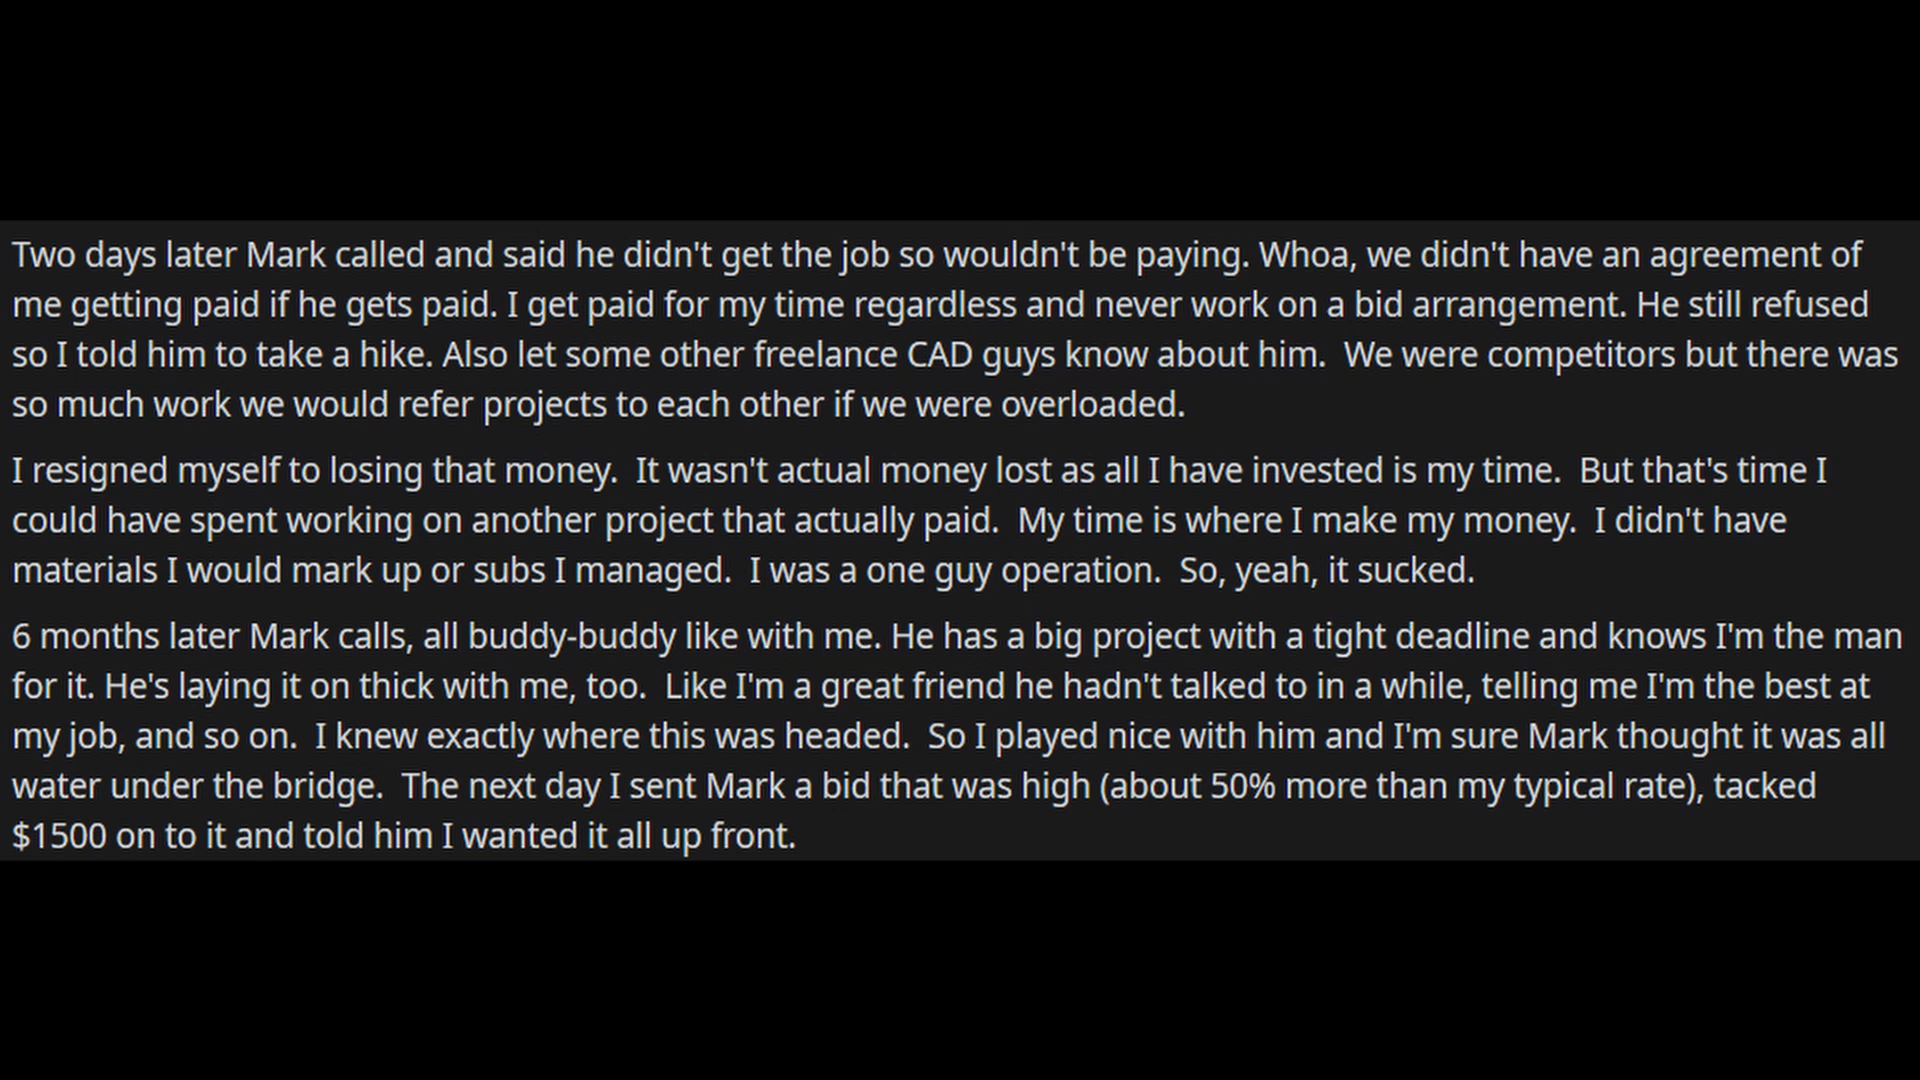 Two days later Mark called and said he didn't get the job so wouldn't be paying. Whoa, we didn't have an agreement of
me getting paid if he gets paid. I get paid for my time regardless and never work on a bid arrangement. He still refused
so I told him to take a hike. Also let some other freelance CAD guys know about him.  We were competitors but there was
so much work we would refer projects to each other if we were overloaded.
I resigned myself to losing that money.  It wasn't actual money lost as all I have invested is my time.  But that's time I
could have spent working on another project that actually paid.  My time is where I make my money.  I didn't have
materials I would mark up or subs I managed.  I was a one guy operation.  So, yeah, it sucked.
6 months later Mark calls, all buddy-buddy like with me. He has a big project with a tight deadline and knows I'm the man
for it. He's laying it on thick with me, too.  Like I'm a great friend he hadn't talked to in a while, telling me I'm the best at
my job, and so on.  I knew exactly where this was headed.  So I played nice with him and I'm sure Mark thought it was all
water under the bridge.  The next day I sent Mark a bid that was high (about 50% more than my typical rate), tacked
$1500 on to it and told him I wanted it all up front.